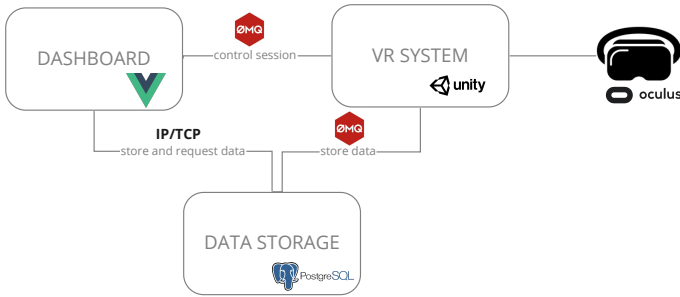 ØMQ
DASHBOARD
control session
VR SYSTEM
unity
oculus
IP/TCP
store and request data
ØMQ
store data
DATA STORAGE
PostgreSQL